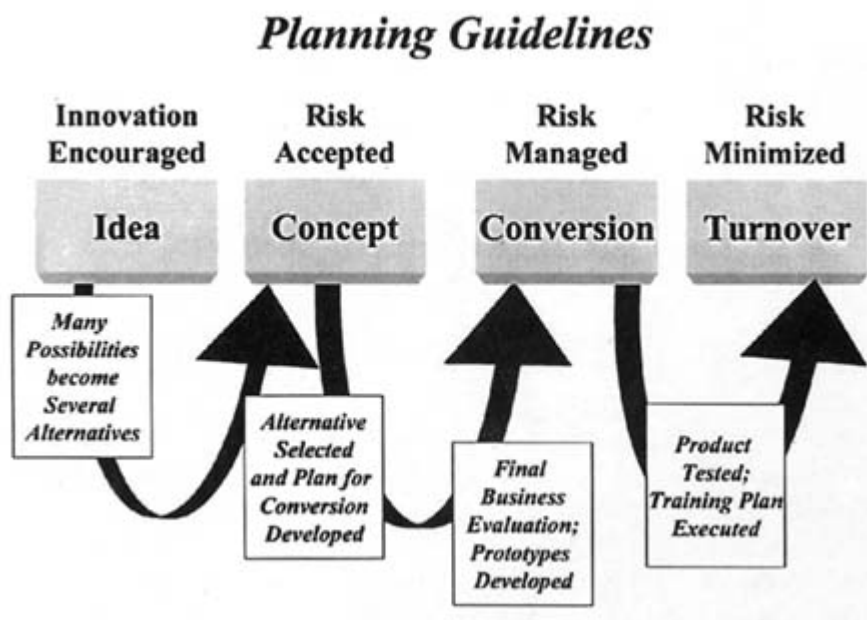 Planning Guidelines
Innovation
Encouraged
Risk
Accepted
Risk
Managed
Risk
Minimized
Idea
Concept
Conversion
Turnover
Many
Possibilities
become
Several
Alternatives
Alternative
Selected
and Plan for
Conversion
Developed
Final
Business
Evaluation;
Prototypes
Developed
Product
Tested;
Training Plan
Executed